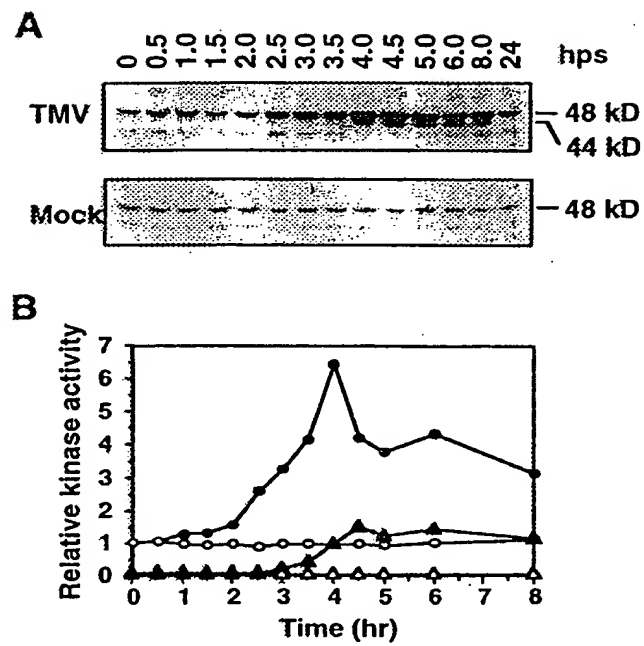 A
0 0.5 1.0 1.5 2.0 2.5 3.0 3.5 4.0 4.5 5.0 6.0 8.0 24 hps
TMV
48 kD
44 kD
Mock
48 kD
B
Relative kinase activity
7
6
5
4
3
2
1
0
0 1 2 3 4 5 6 7 8
Time (hr)